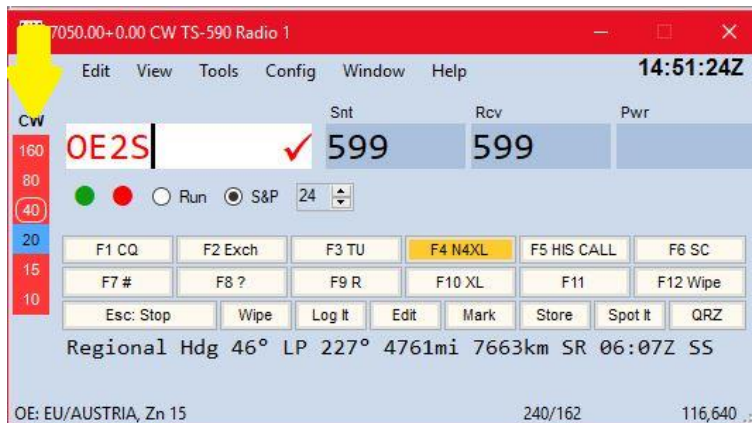 7050.00+0.00 CW TS-590 Radio 1
Edit View Tools Config Window Help 14:51:24Z
CW
Snt Rcv Pwr
160
OE2S 599 599
80
40
Run S&P 24
20
F1 CQ F2 Exch F3 TU F4 N4XL F5 HIS CALL F6 SC
15
F7 # F8 ? F9 R F10 XL F11 F12 Wipe
10
Esc: Stop Wipe Log It Edit Mark Store Spot It QRZ
Regional Hdg 46° LP 227° 4761mi 7663km SR 06:07Z SS
OE: EU/AUSTRIA, Zn 15 240/162 116,640